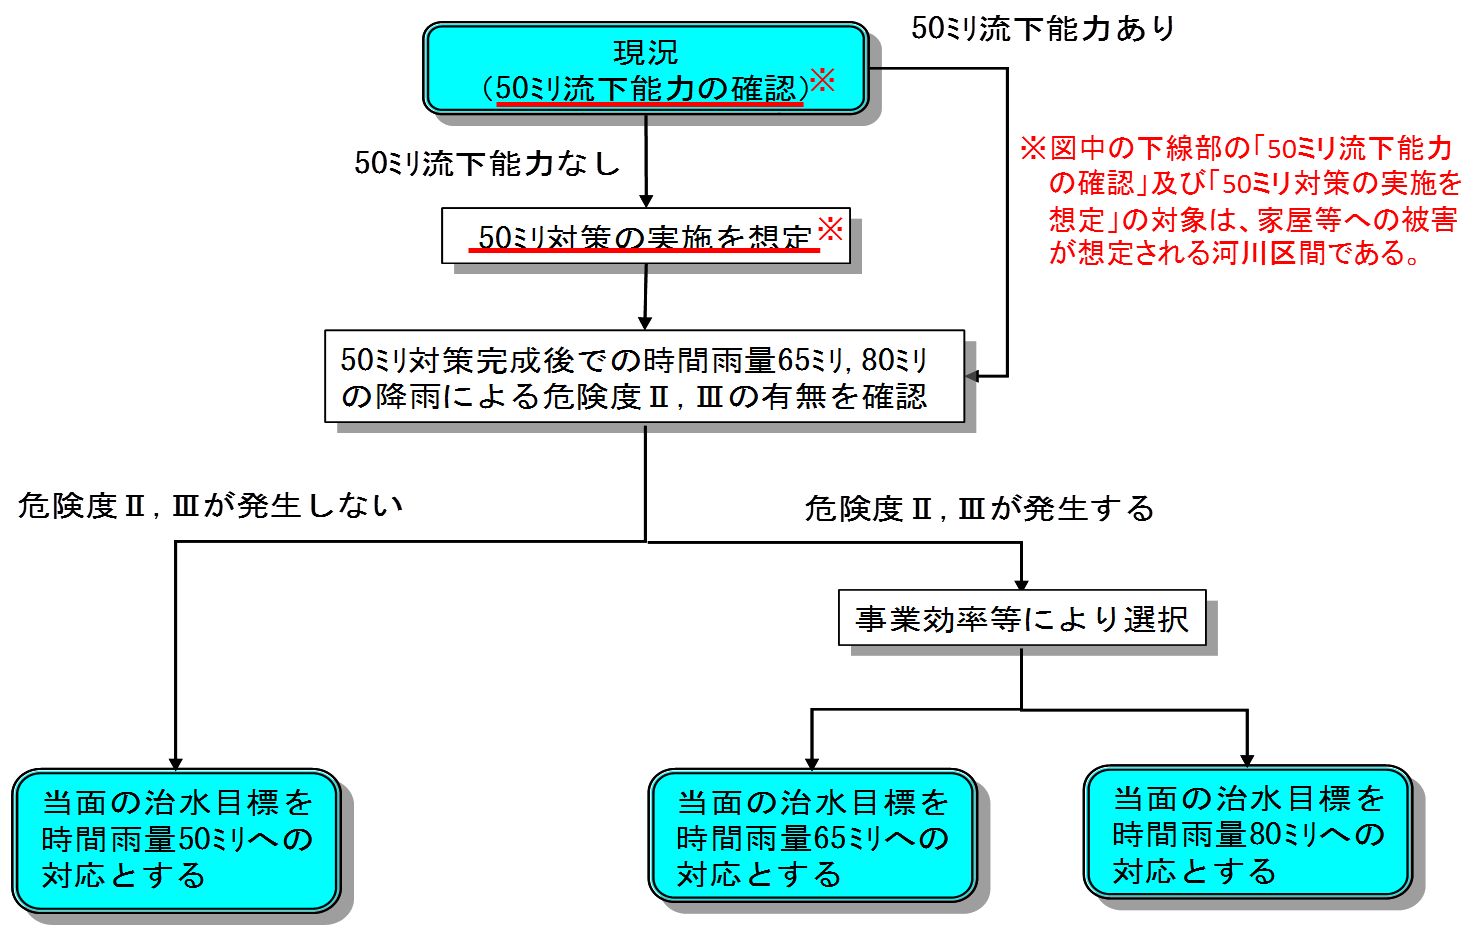 50ﾐﾘ流下能力あり
現況
（50ﾐﾘ流下能力の確認）※
50ﾐﾘ流下能力なし
※図中の下線部の「50ミリ流下能力
の確認」及び「50ミリ対策の実施を
想定」の対象は、家屋等への被害
が想定される河川区間である。
50ﾐﾘ対策の実施を想定※
50ﾐﾘ対策完成後での時間雨量65ﾐﾘ，80ﾐﾘ
の降雨による危険度Ⅱ，Ⅲの有無を確認
危険度Ⅱ，Ⅲが発生しない
危険度Ⅱ，Ⅲが発生する
事業効率等により選択
当面の治水目標を
時間雨量50ﾐﾘへの
対応とする
当面の治水目標を
時間雨量65ﾐﾘへの
対応とする
当面の治水目標を
時間雨量80ﾐﾘへの
対応とする